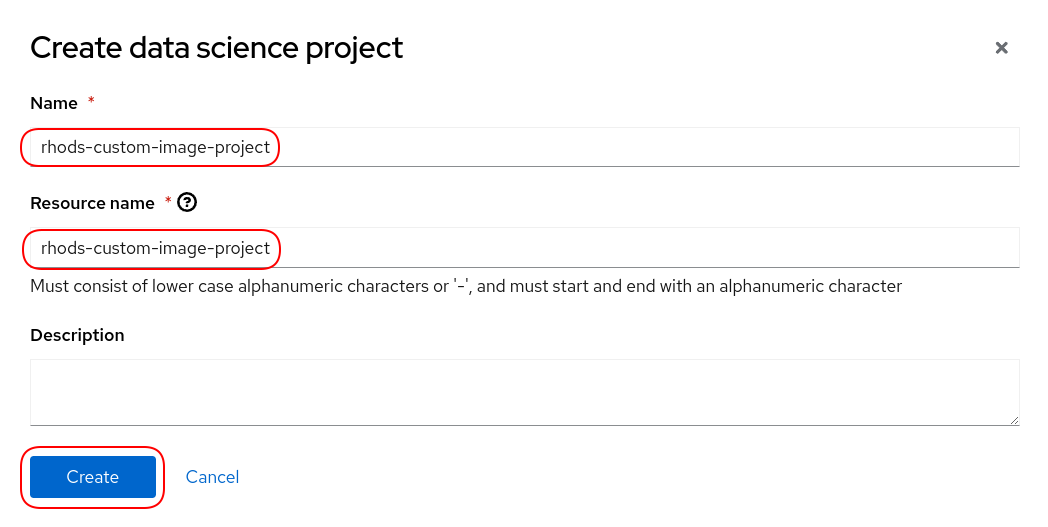 Create data science project
Name *
rhods-custom-image-project
Resource name *
rhods-custom-image-project
Must consist of lower case alphanumeric characters or '-', and must start and end with an alphanumeric character
Description
Create Cancel